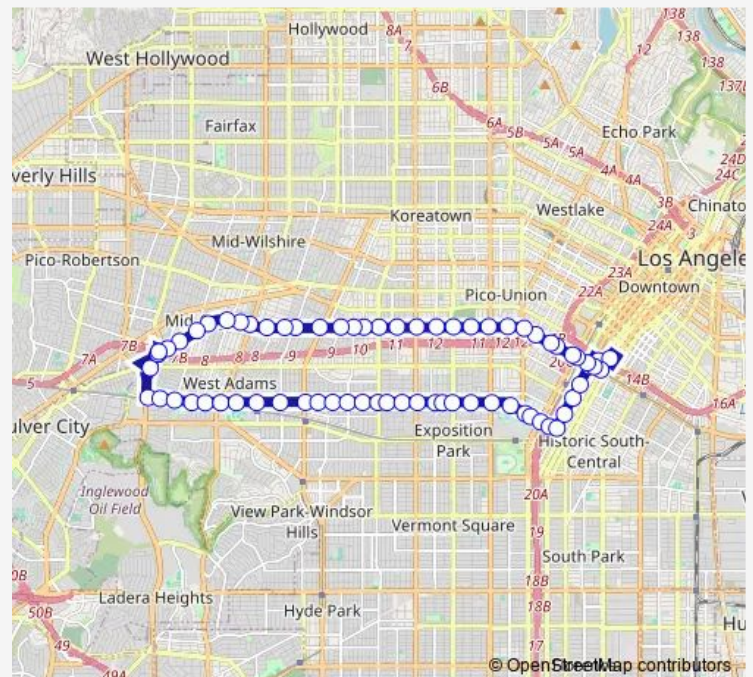 Hollywood
138
8A
138
7
12
138
West Hollywood
6B
137
6A
5B
5A
Fairfax
Echo Park
5A
4A
24D
24C
4A
verly Hills
3B
Chinato
Koreatown
Westlake
24A
3
Mid-Wilshire
Pico-Robertson
Los Angele
23A
Downtown
22A
Pico-Union
Mid
7B
7A
7B
8
8
9
9
10
11
12
11
12
12
20
14B
5
West Adams
16A
ulver City
Exposition
Park
Historic South-
Central
Inglewood
Oil Field
20A
View Park-Windsor
Hills
Vermont Square
19
South Park
18B
0B
Ladera Heights
18B
50B
Hyde Park
Hu
49
17
49A
© OpenStreetMap contributors